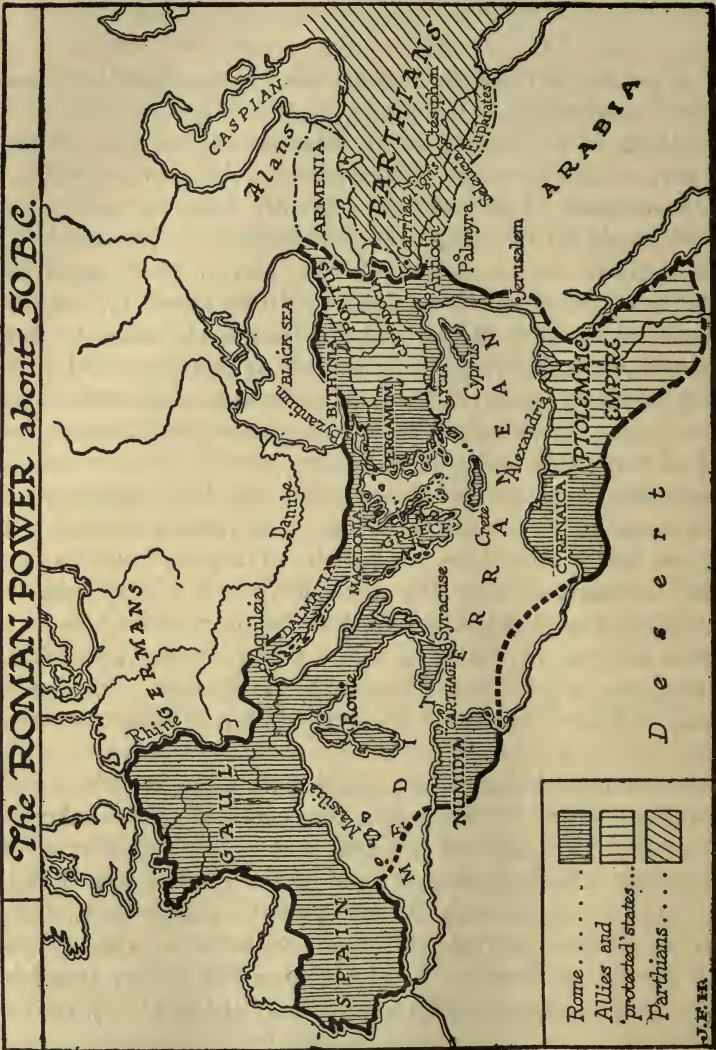 The ROMAN POWER about 50 B.C.
CASPIAN
Alans
ARMENIA
PARTHIANS
Ctesiphon
Euphrates
Tigris
Carrhae
Antioch
Palmyra
Jerusalem
ARABIA
BLACK SEA
Byzantium
BITHYNIA
PONTUS
CAPPADOCIA
PERGAMUM
LYCIA
Cyprus
GERMANS
Rhine
Danube
Aquileia
DALMATIA
MACEDONIA
GREECE
Crete
GAUL
Massilia
Rome
Syracuse
CARTHAGE
NUMIDIA
SPAIN
MEDITERRANEAN
Alexandria
PTOLEMAIC
EMPIRE
CYRENAICA
Desert
Rome.......
Allies and
'protected' states...
Parthians....
J.F.H.